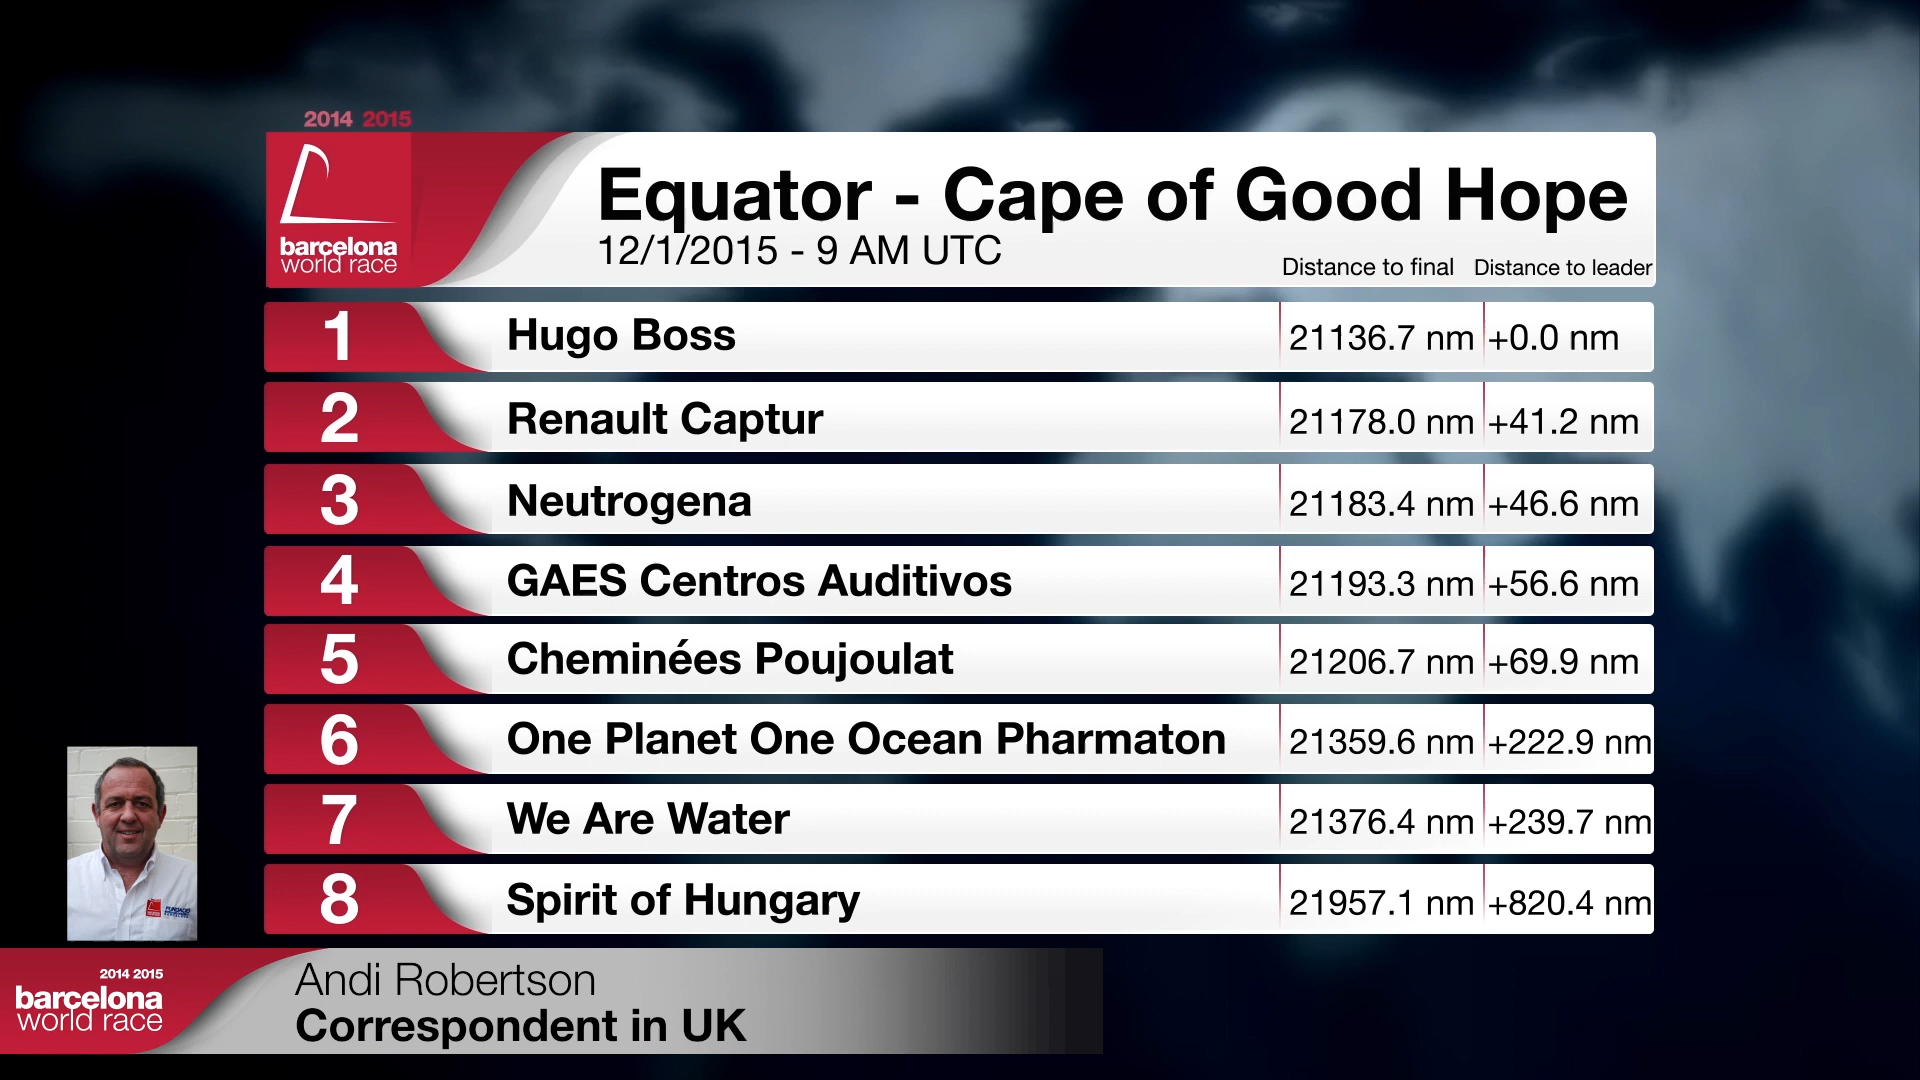 2014 2015
barcelona
world race
Equator - Cape of Good Hope
12/1/2015 - 9 AM UTC
Distance to final Distance to leader
1 Hugo Boss 21136.7 nm +0.0 nm
2 Renault Captur 21178.0 nm +41.2 nm
3 Neutrogena 21183.4 nm +46.6 nm
4 GAES Centros Auditivos 21193.3 nm +56.6 nm
5 Cheminées Poujoulat 21206.7 nm +69.9 nm
6 One Planet One Ocean Pharmaton 21359.6 nm +222.9 nm
7 We Are Water 21376.4 nm +239.7 nm
8 Spirit of Hungary 21957.1 nm +820.4 nm
2014 2015
barcelona
world race
Andi Robertson
Correspondent in UK